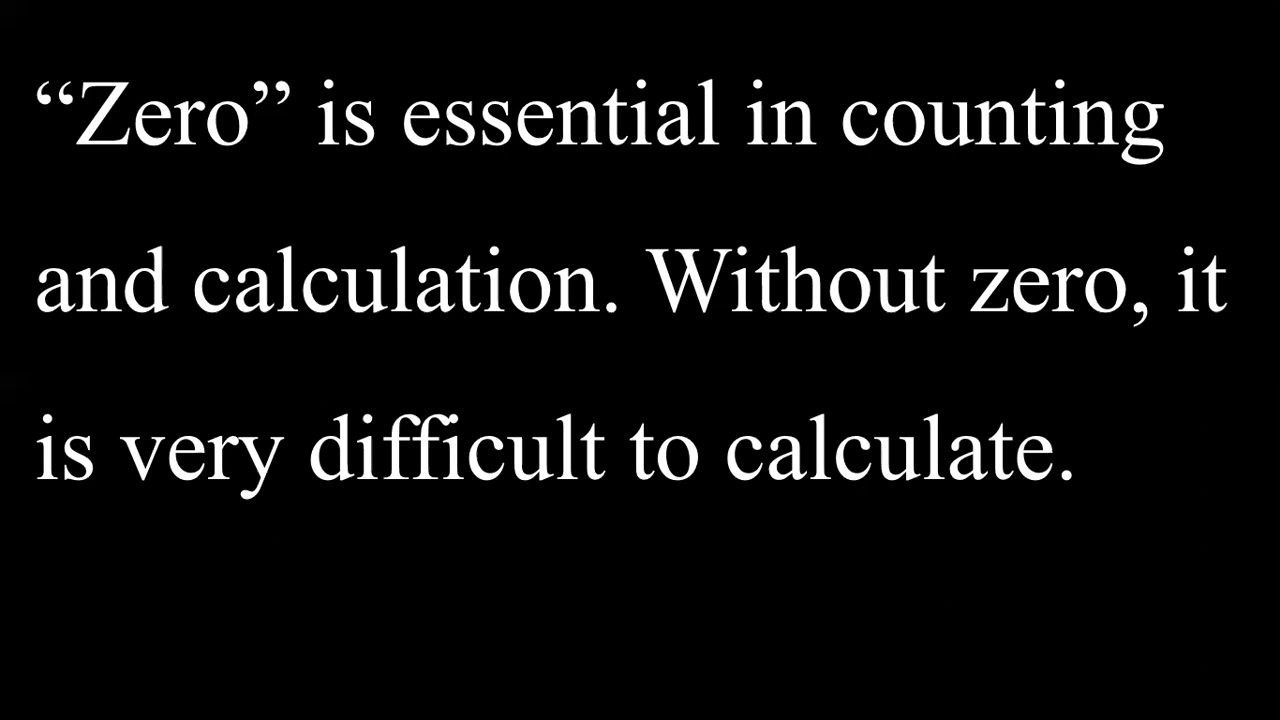 “Zero” is essential in counting
and calculation. Without zero, it
is very difficult to calculate.